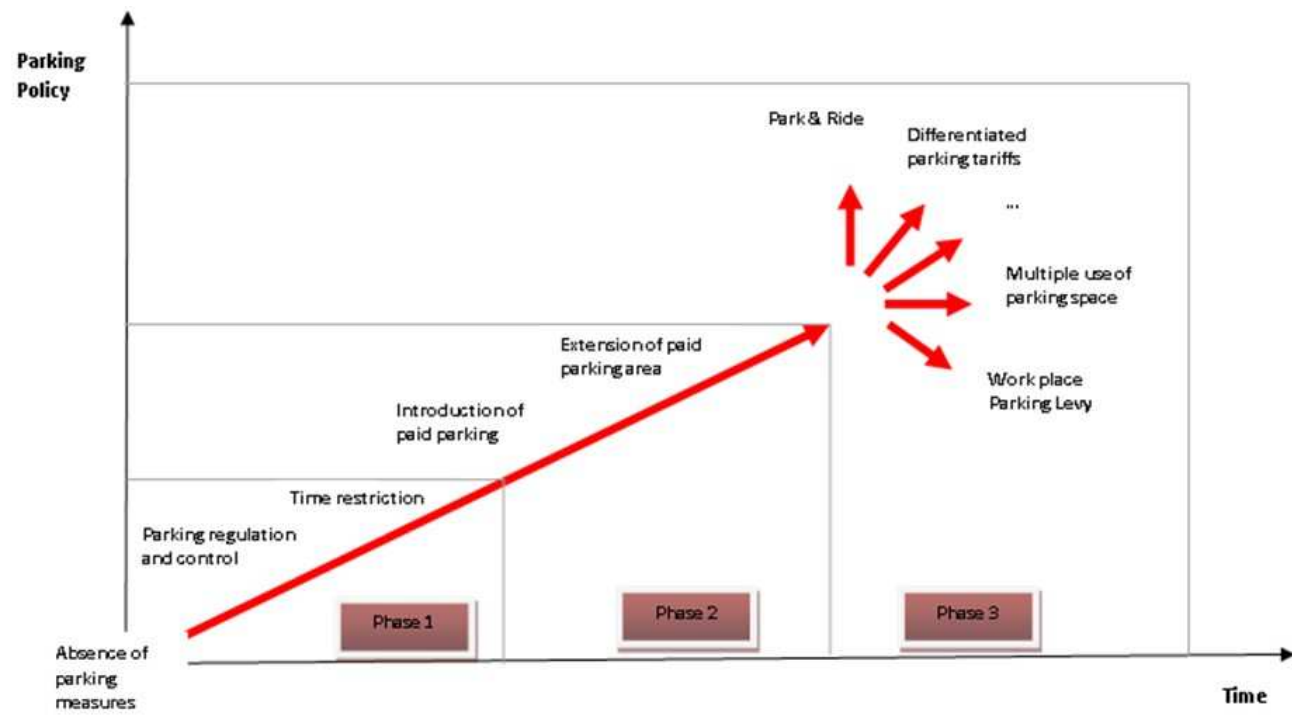 Parking
Policy
Park & Ride
Differentiated
parking tariffs
...
Multiple use of
parking space
Extension of paid
parking area
Work place
Parking Levy
Introduction of
paid parking
Time restriction
Parking regulation
and control
Phase 1
Phase 2
Phase 3
Absence of
parking
measures
Time